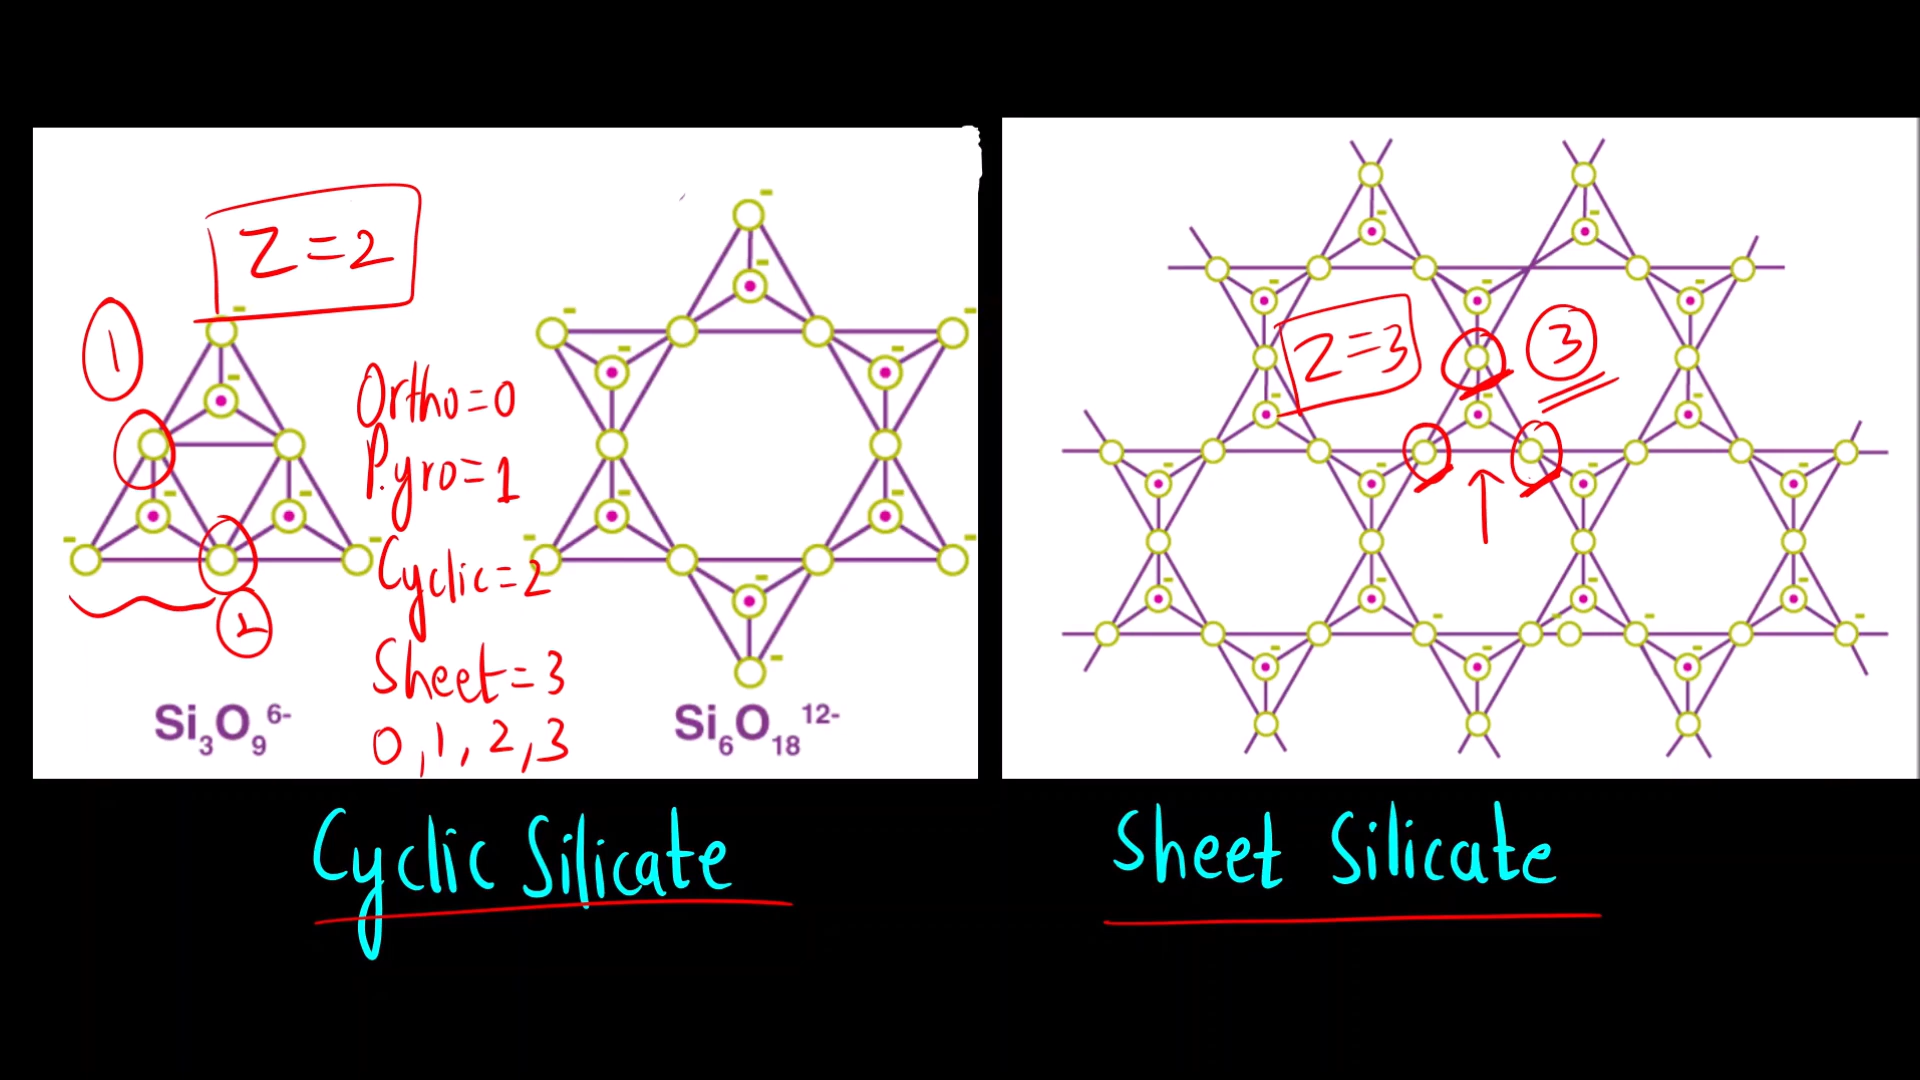 Z=2
1
Ortho=0
Pyro=1
Cyclic=2
2
Sheet=3
0,1,2,3
Si3O9 6-
Si6O18 12-
Z=3
3
Cyclic Silicate
Sheet Silicate